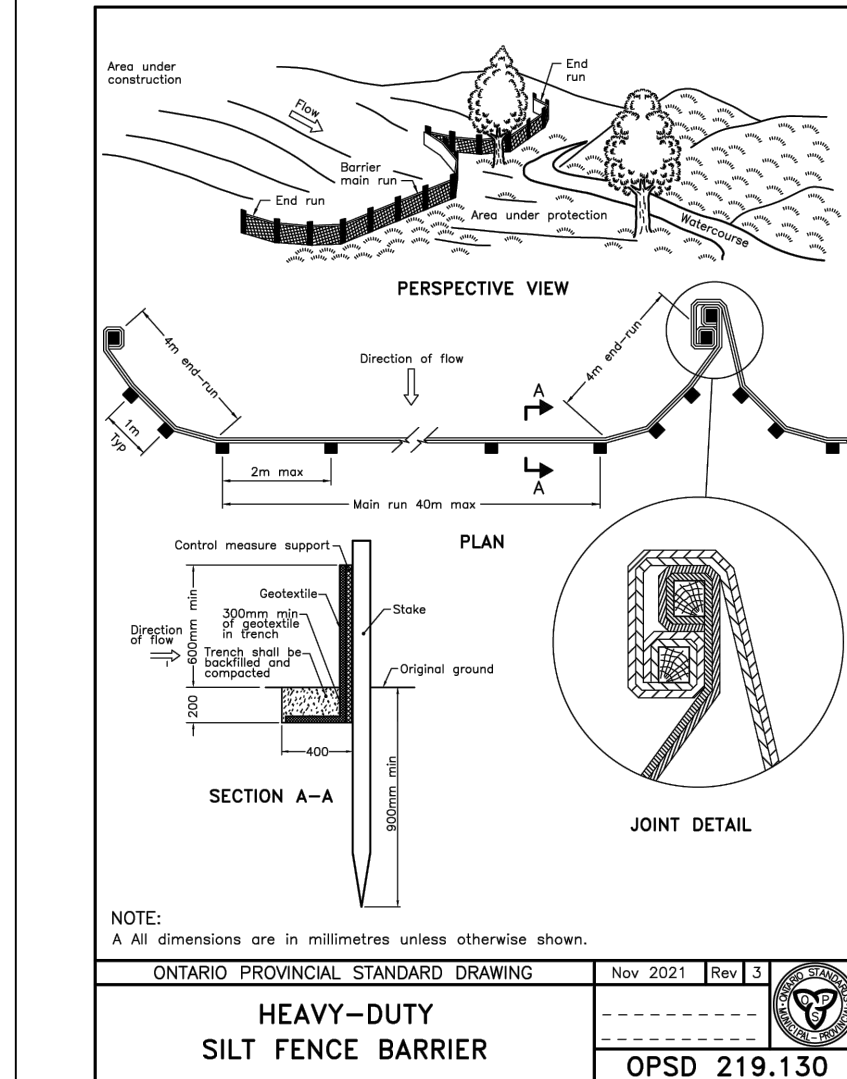 Area under
construction
Flow
End
run
Barrier
main run
End run
Area under protection
Watercourse
PERSPECTIVE VIEW
4m end-run
Direction of flow
4m end-run
A
1m
Typ
2m max
A
Main run 40m max
PLAN
Control measure support
Geotextile
300mm min
of geotextile
in trench
Stake
Direction
of flow
600mm min
Trench shall be
backfilled and
compacted
Original ground
200
400
900mm min
SECTION A-A
JOINT DETAIL
NOTE:
A All dimensions are in millimetres unless otherwise shown.
ONTARIO PROVINCIAL STANDARD DRAWING
Nov 2021
Rev
3
HEAVY-DUTY
SILT FENCE BARRIER
OPSD 219.130
OPS